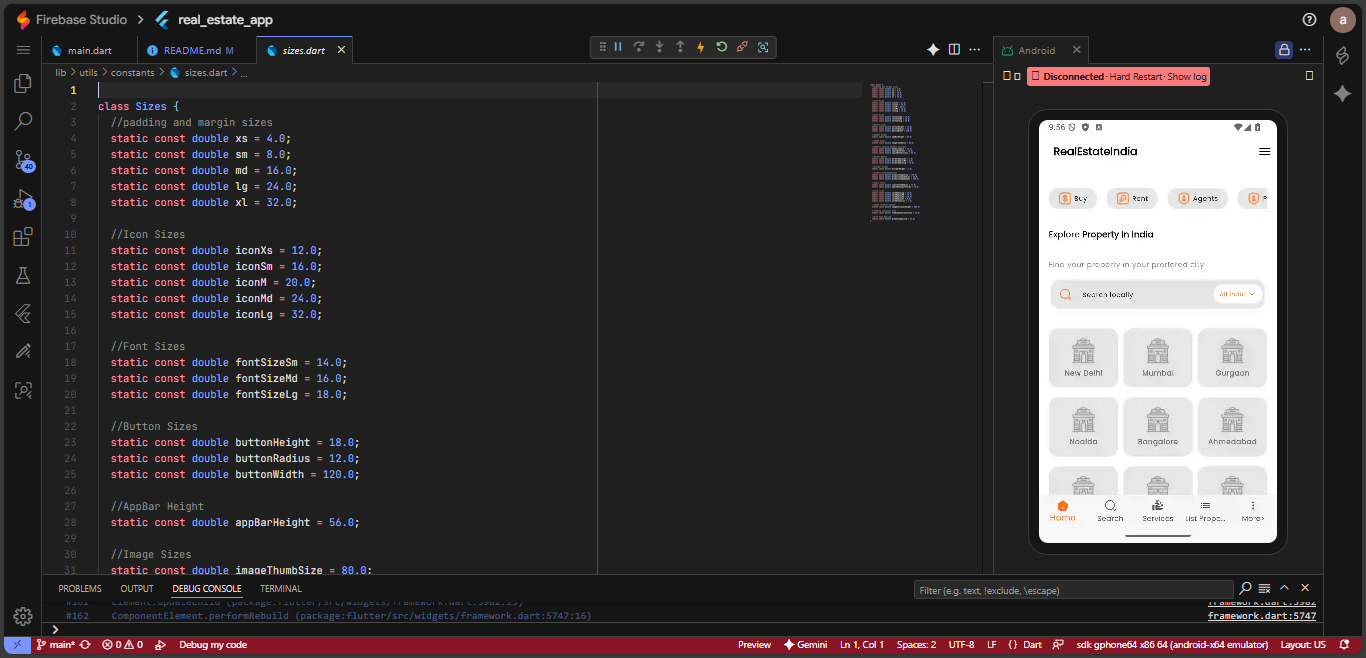 Firebase Studio > real_estate_app
a
main.dart
README.md M
sizes.dart
Android
lib > utils > constants > sizes.dart > ...
Disconnected · Hard Restart · Show log
1
2 class Sizes {
3 //padding and margin sizes
4 static const double xs = 4.0;
5 static const double sm = 8.0;
6 static const double md = 16.0;
7 static const double lg = 24.0;
8 static const double xl = 32.0;
9
10 //Icon Sizes
11 static const double iconXs = 12.0;
12 static const double iconSm = 16.0;
13 static const double iconM = 20.0;
14 static const double iconMd = 24.0;
15 static const double iconLg = 32.0;
16
17 //Font Sizes
18 static const double fontSizeSm = 14.0;
19 static const double fontSizeMd = 16.0;
20 static const double fontSizeLg = 18.0;
21
22 //Button Sizes
23 static const double buttonHeight = 18.0;
24 static const double buttonRadius = 12.0;
25 static const double buttonWidth = 120.0;
26
27 //AppBar Height
28 static const double appBarHeight = 56.0;
29
30 //Image Sizes
31 static const double imageThumbSize = 80.0;
40
1
9:56
RealEstateIndia
Buy
Rent
Agents
P
Explore Property In India
Find your property in your preffered city
Search locally
All India
New Delhi
Mumbai
Gurgaon
Noaida
Bangalore
Ahmedabad
Home
Search
Services
List Prope...
More>
PROBLEMS
OUTPUT
DEBUG CONSOLE
TERMINAL
Filter (e.g. text, !exclude, \escape)
#161 Element.updateChild (package:flutter/src/widgets/framework.dart:3982:15)
framework.dart:3982
#162 ComponentElement.performRebuild (package:flutter/src/widgets/framework.dart:5747:16)
framework.dart:5747
>
main*
0
0
Debug my code
Preview
Gemini
Ln 1, Col 1
Spaces: 2
UTF-8
LF
{} Dart
sdk gphone64 x86 64 (android-x64 emulator)
Layout: US